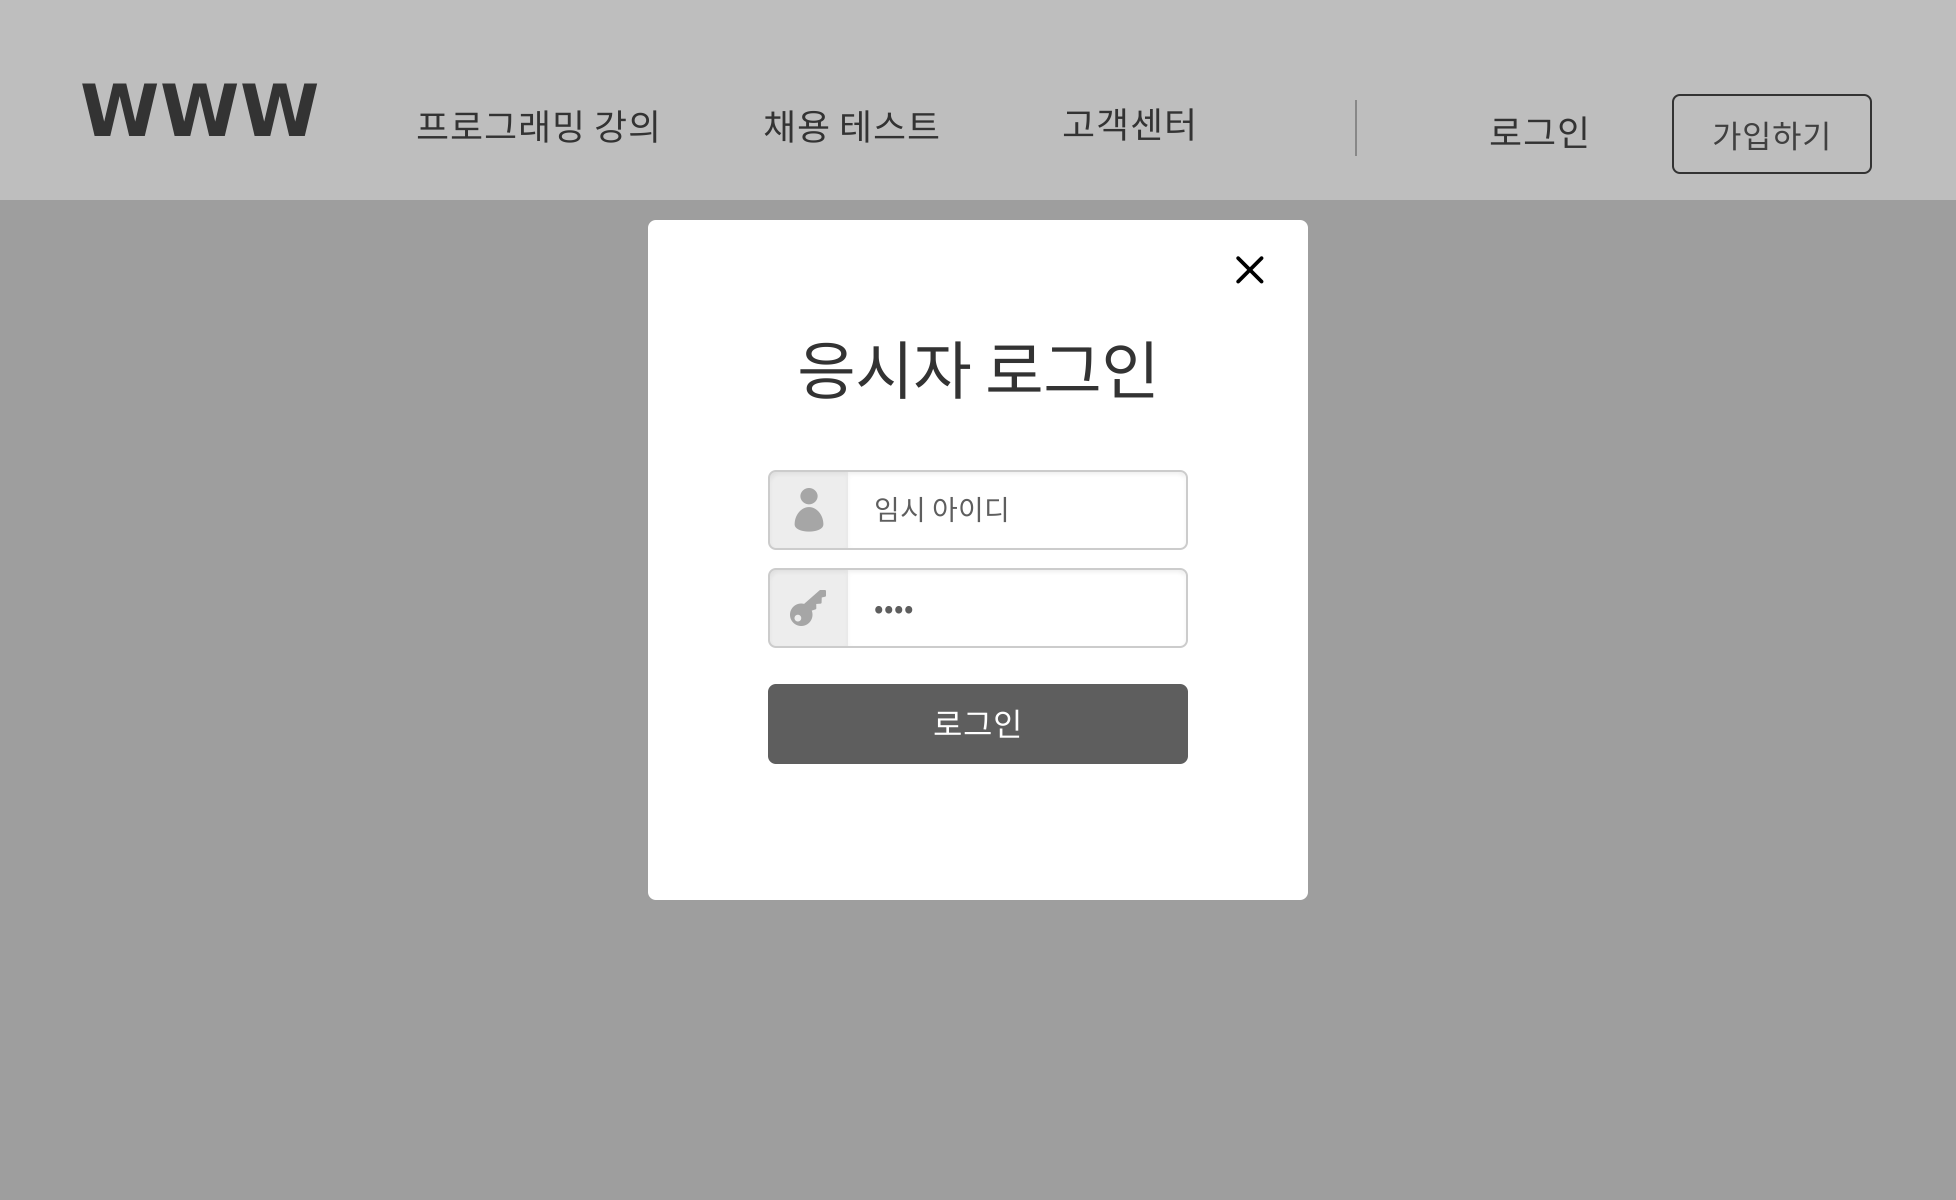 www
프로그래밍 강의
채용 테스트
고객센터
로그인
가입하기
응시자 로그인
임시 아이디
••••
로그인